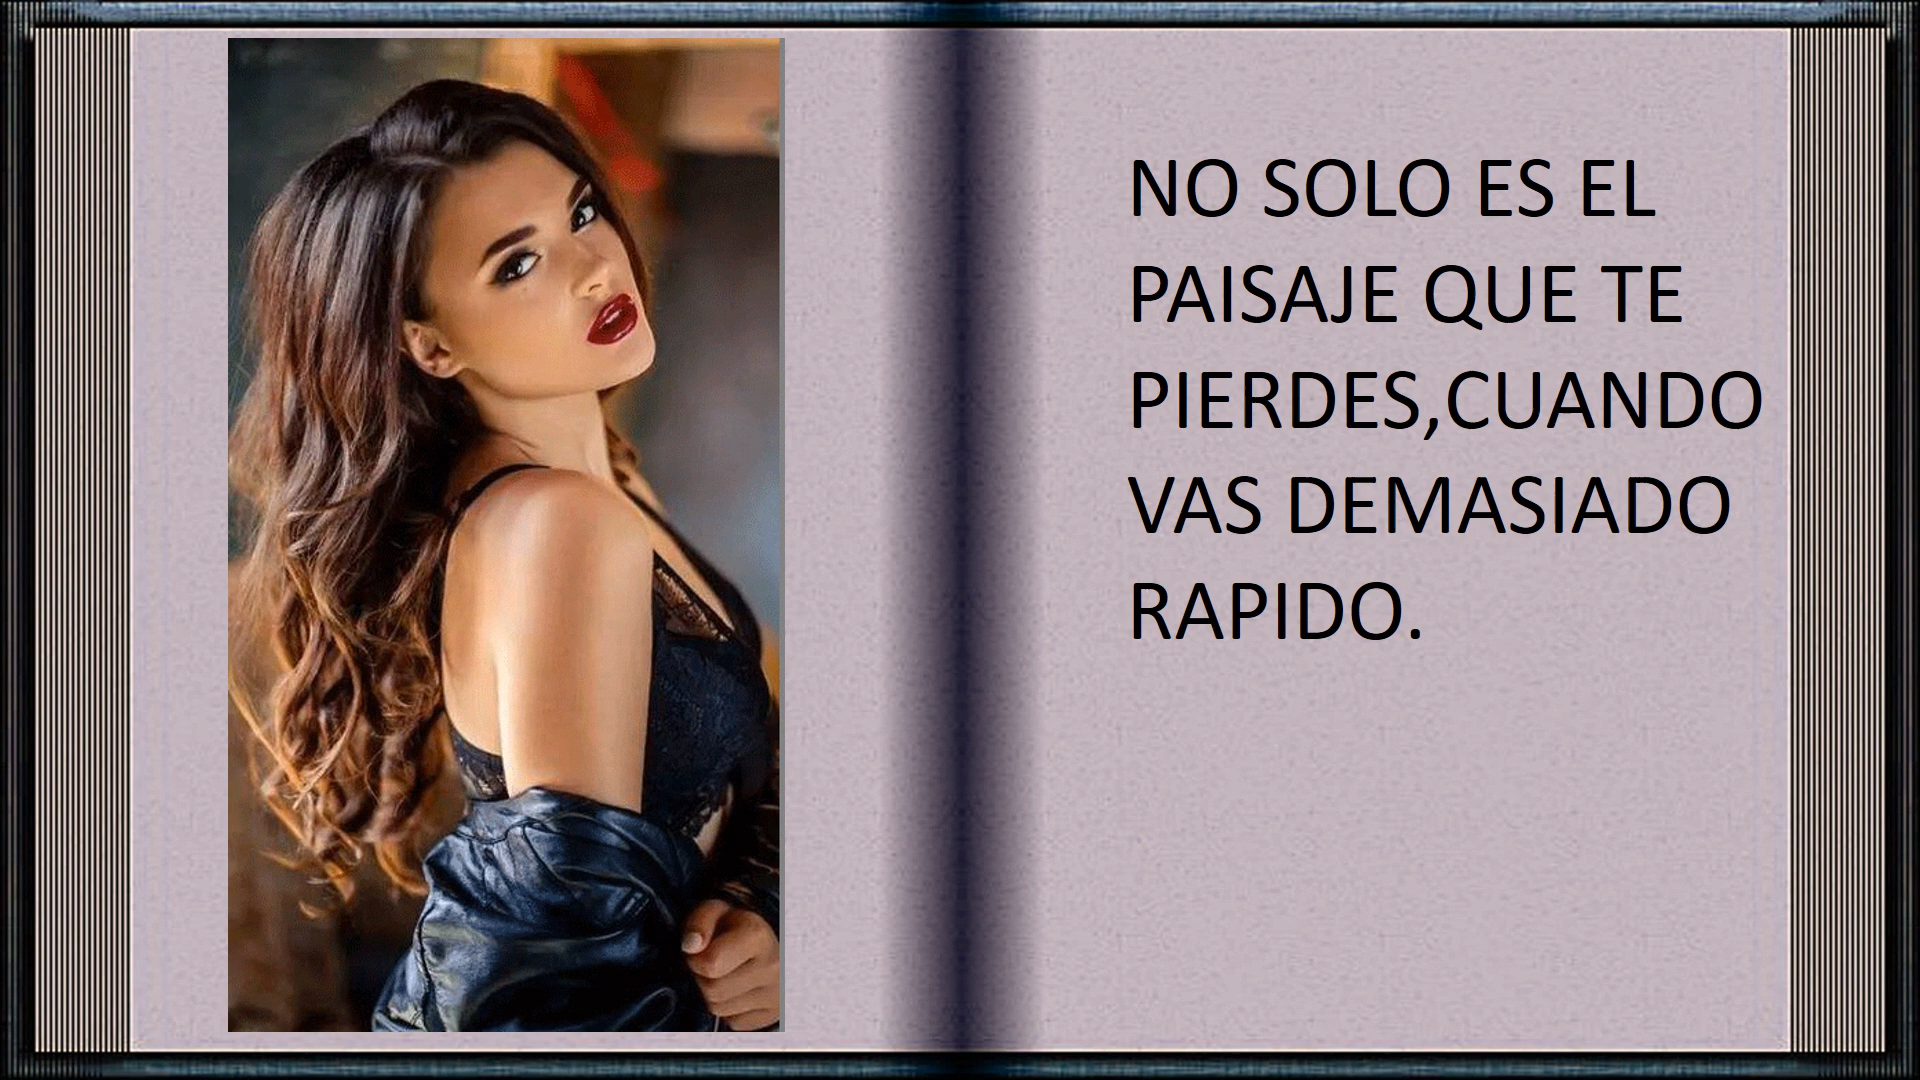 NO SOLO ES EL
PAISAJE QUE TE
PIERDES,CUANDO
VAS DEMASIADO
RAPIDO.